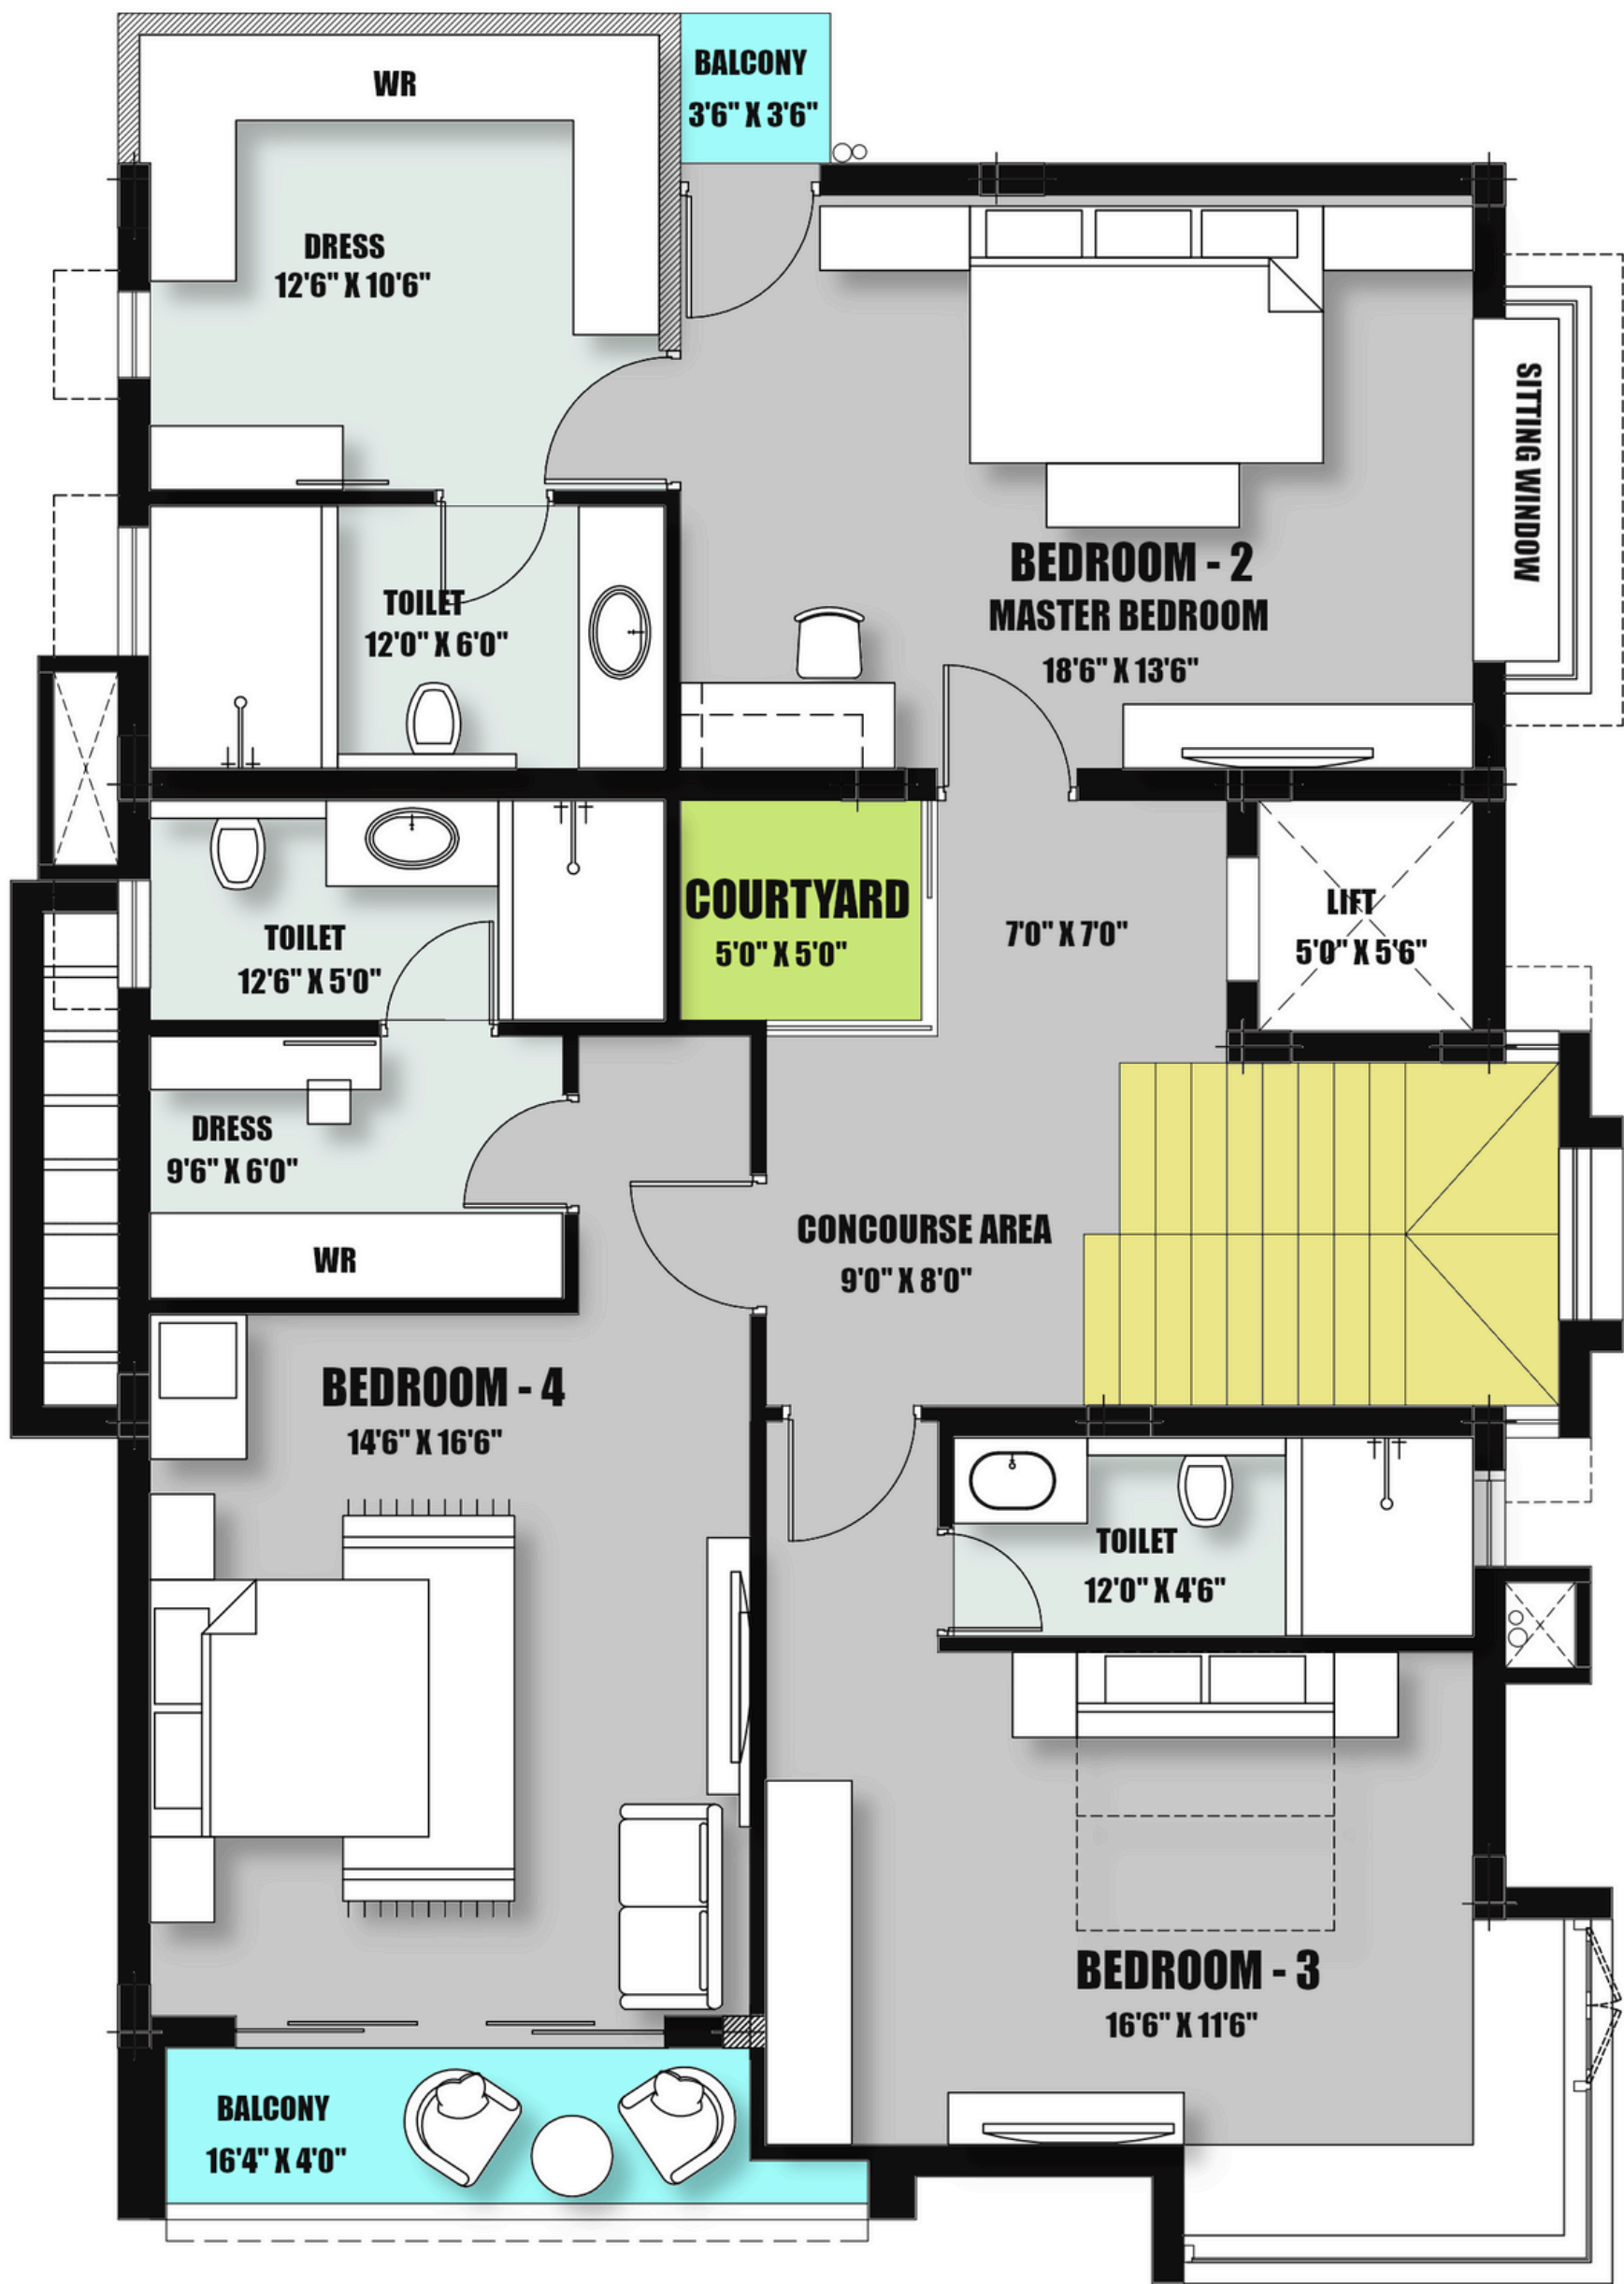 WR
BALCONY
3'6" X 3'6"
DRESS
12'6" X 10'6"
SITTING WINDOW
BEDROOM - 2
MASTER BEDROOM
18'6" X 13'6"
TOILET
12'0" X 6'0"
COURTYARD
5'0" X 5'0"
7'0" X 7'0"
LIFT
5'0" X 5'6"
TOILET
12'6" X 5'0"
DRESS
9'6" X 6'0"
WR
CONCOURSE AREA
9'0" X 8'0"
BEDROOM - 4
14'6" X 16'6"
TOILET
12'0" X 4'6"
BEDROOM - 3
16'6" X 11'6"
BALCONY
16'4" X 4'0"